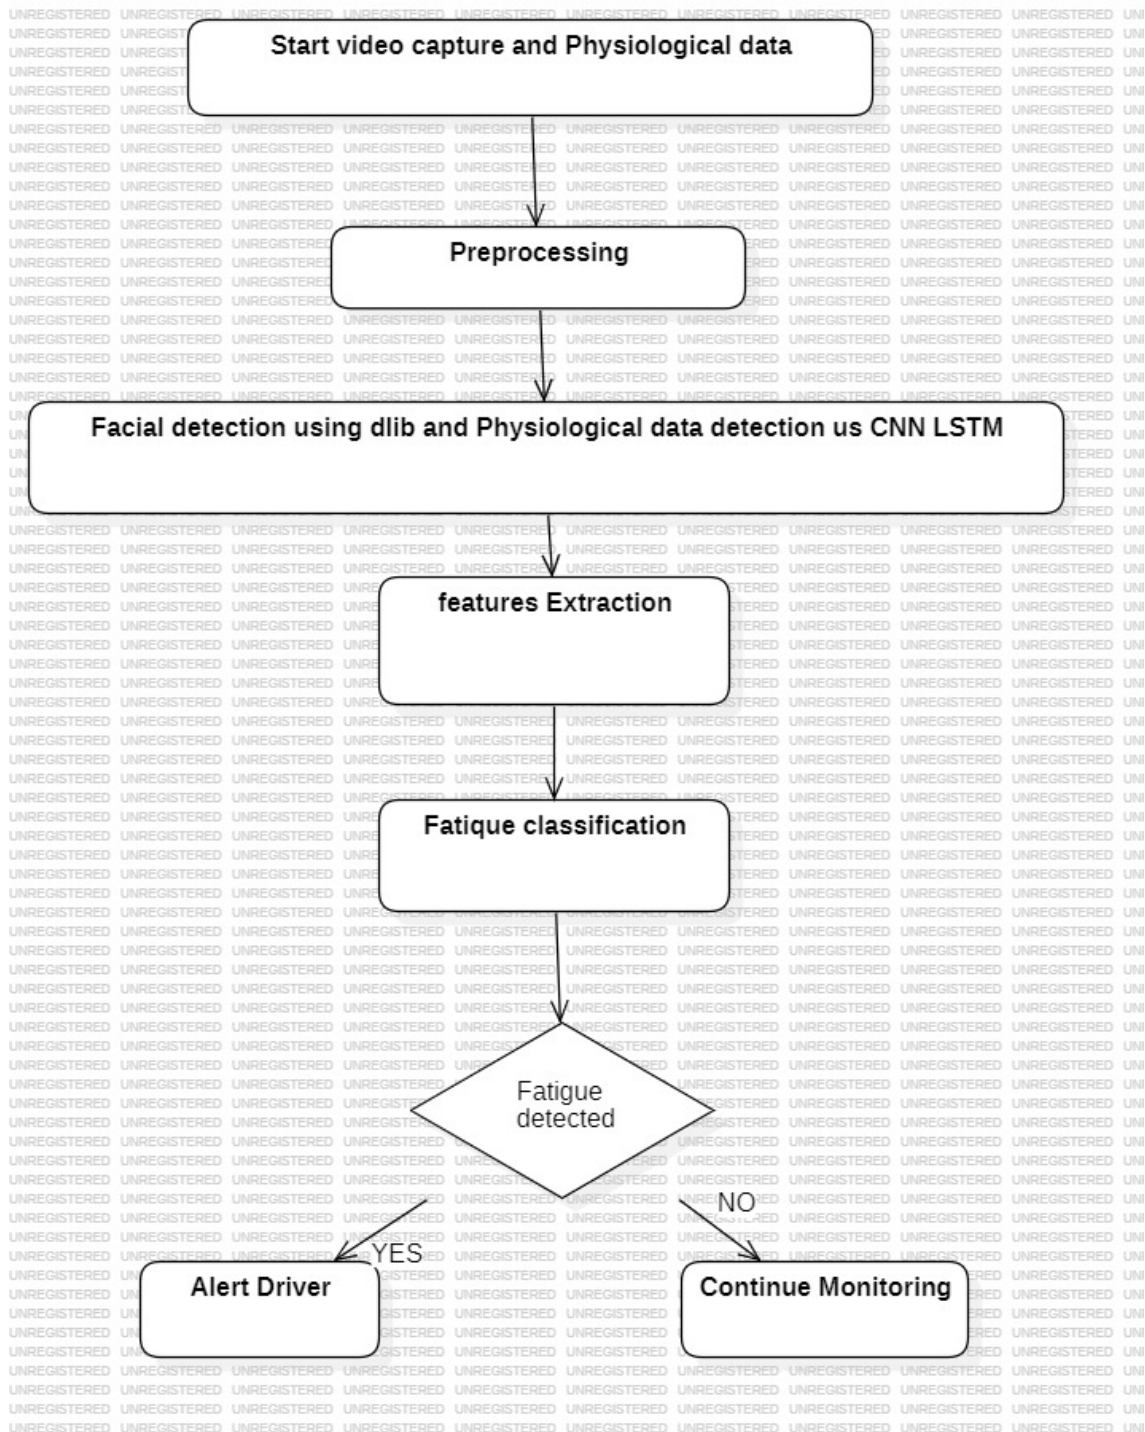 Start video capture and Physiological data
Preprocessing
Facial detection using dlib and Physiological data detection us CNN LSTM
features Extraction
Fatique classification
Fatigue
detected
NO
YES
Alert Driver
Continue Monitoring
UNREGISTERED